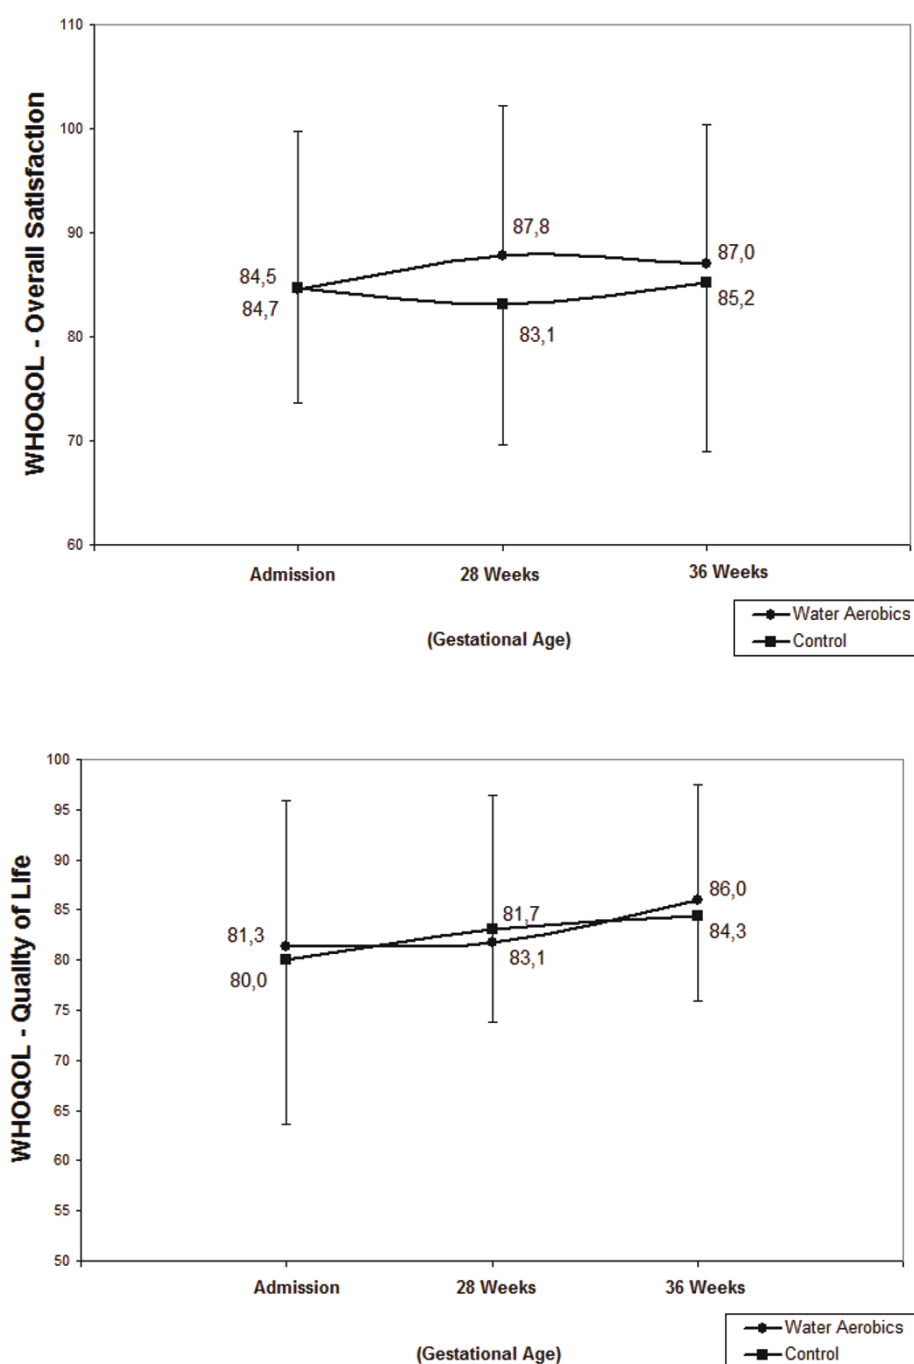 WHOQOL - Overall Satisfaction
110
100
90
80
70
60
84,5
84,7
87,8
83,1
87,0
85,2
Admission
28 Weeks
36 Weeks
(Gestational Age)
Water Aerobics
Control
WHOQOL - Quality of Life
100
95
90
85
80
75
70
65
60
55
50
81,3
80,0
81,7
83,1
86,0
84,3
Admission
28 Weeks
36 Weeks
(Gestational Age)
Water Aerobics
Control